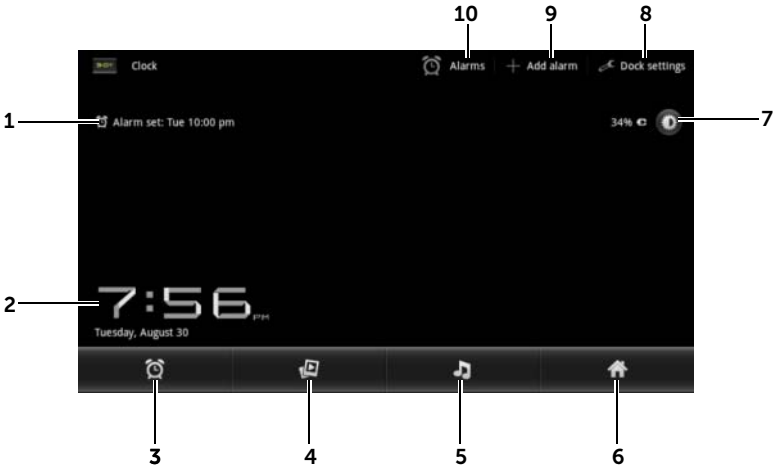 10 9 8
Clock
Alarms
Add alarm
Dock settings
1
Alarm set: Tue 10:00 pm
34%
7
2
7:56 PM
Tuesday, August 30
3 4 5 6